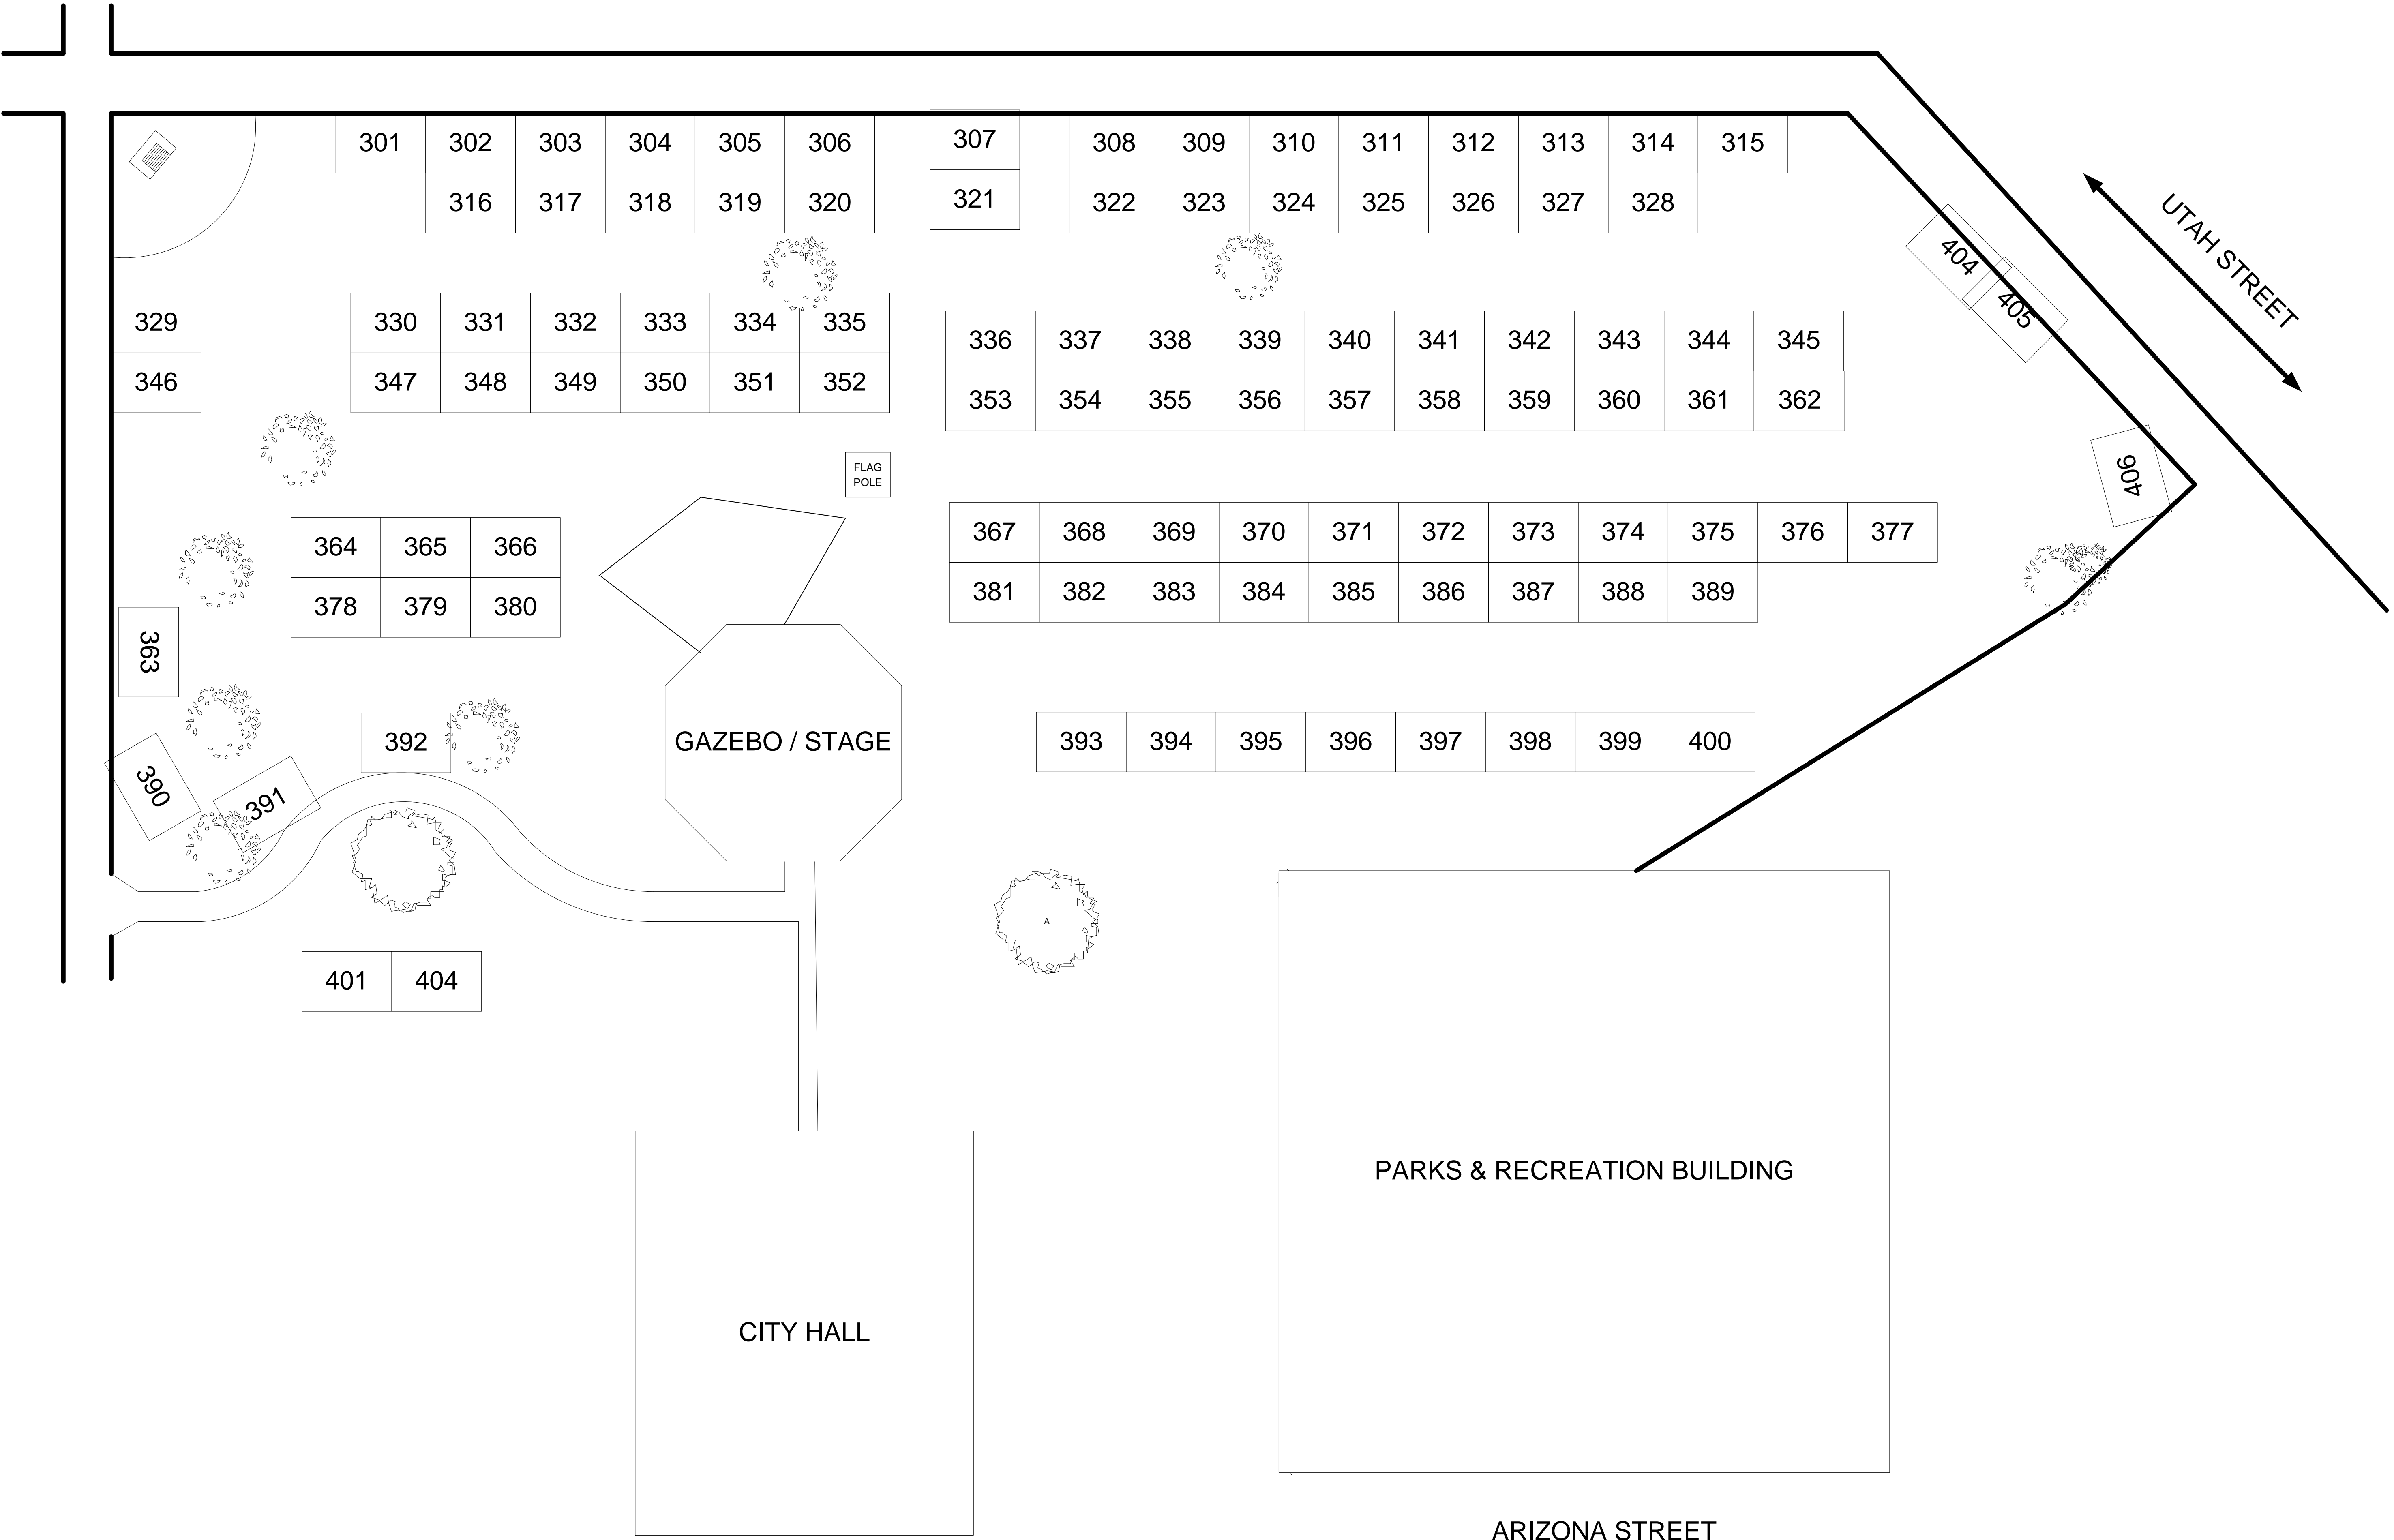 301 302 303 304 305 306 307 308 309 310 311 312 313 314 315
316 317 318 319 320 321 322 323 324 325 326 327 328
404
405
UTAH STREET
329 330 331 332 333 334 335 336 337 338 339 340 341 342 343 344 345
346 347 348 349 350 351 352 353 354 355 356 357 358 359 360 361 362
FLAG
POLE
406
364 365 366 367 368 369 370 371 372 373 374 375 376 377
378 379 380 381 382 383 384 385 386 387 388 389
363
392 GAZEBO / STAGE 393 394 395 396 397 398 399 400
390
391
A
401 404
PARKS & RECREATION BUILDING
CITY HALL
ARIZONA STREET